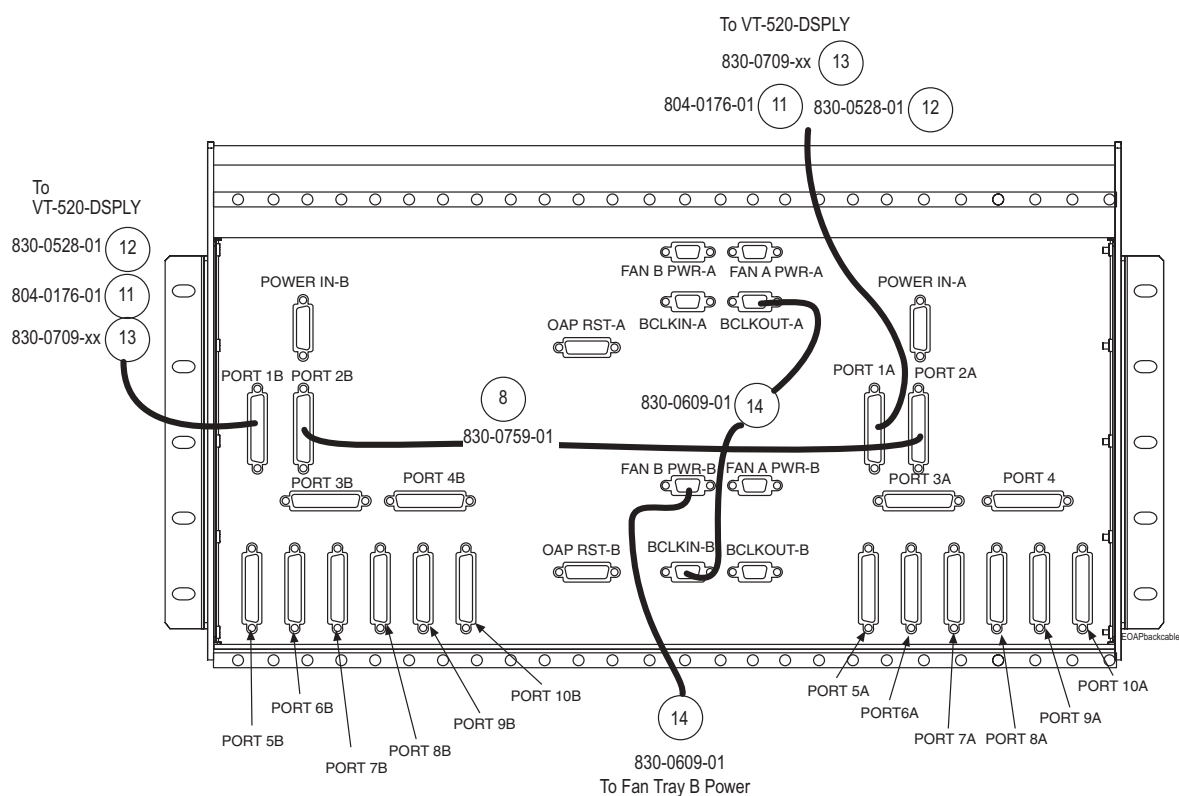 To VT-520-DSPLY
830-0709-xx 13
804-0176-01 11 830-0528-01 12
To
VT-520-DSPLY
830-0528-01 12
804-0176-01 11
830-0709-xx 13
FAN B PWR-A FAN A PWR-A
POWER IN-B
POWER IN-A
OAP RST-A BCLKIN-A BCLKOUT-A
PORT 1B PORT 2B
PORT 1A PORT 2A
8
830-0759-01
830-0609-01 14
FAN B PWR-B FAN A PWR-B
PORT 3B PORT 4B
PORT 3A PORT 4
OAP RST-B BCLKIN-B BCLKOUT-B
EOAPbackcable
PORT 5B
PORT 6B
PORT 7B
PORT 8B
PORT 9B
PORT 10B
PORT 5A
PORT6A
PORT 7A
PORT 8A
PORT 9A
PORT 10A
14
830-0609-01
To Fan Tray B Power